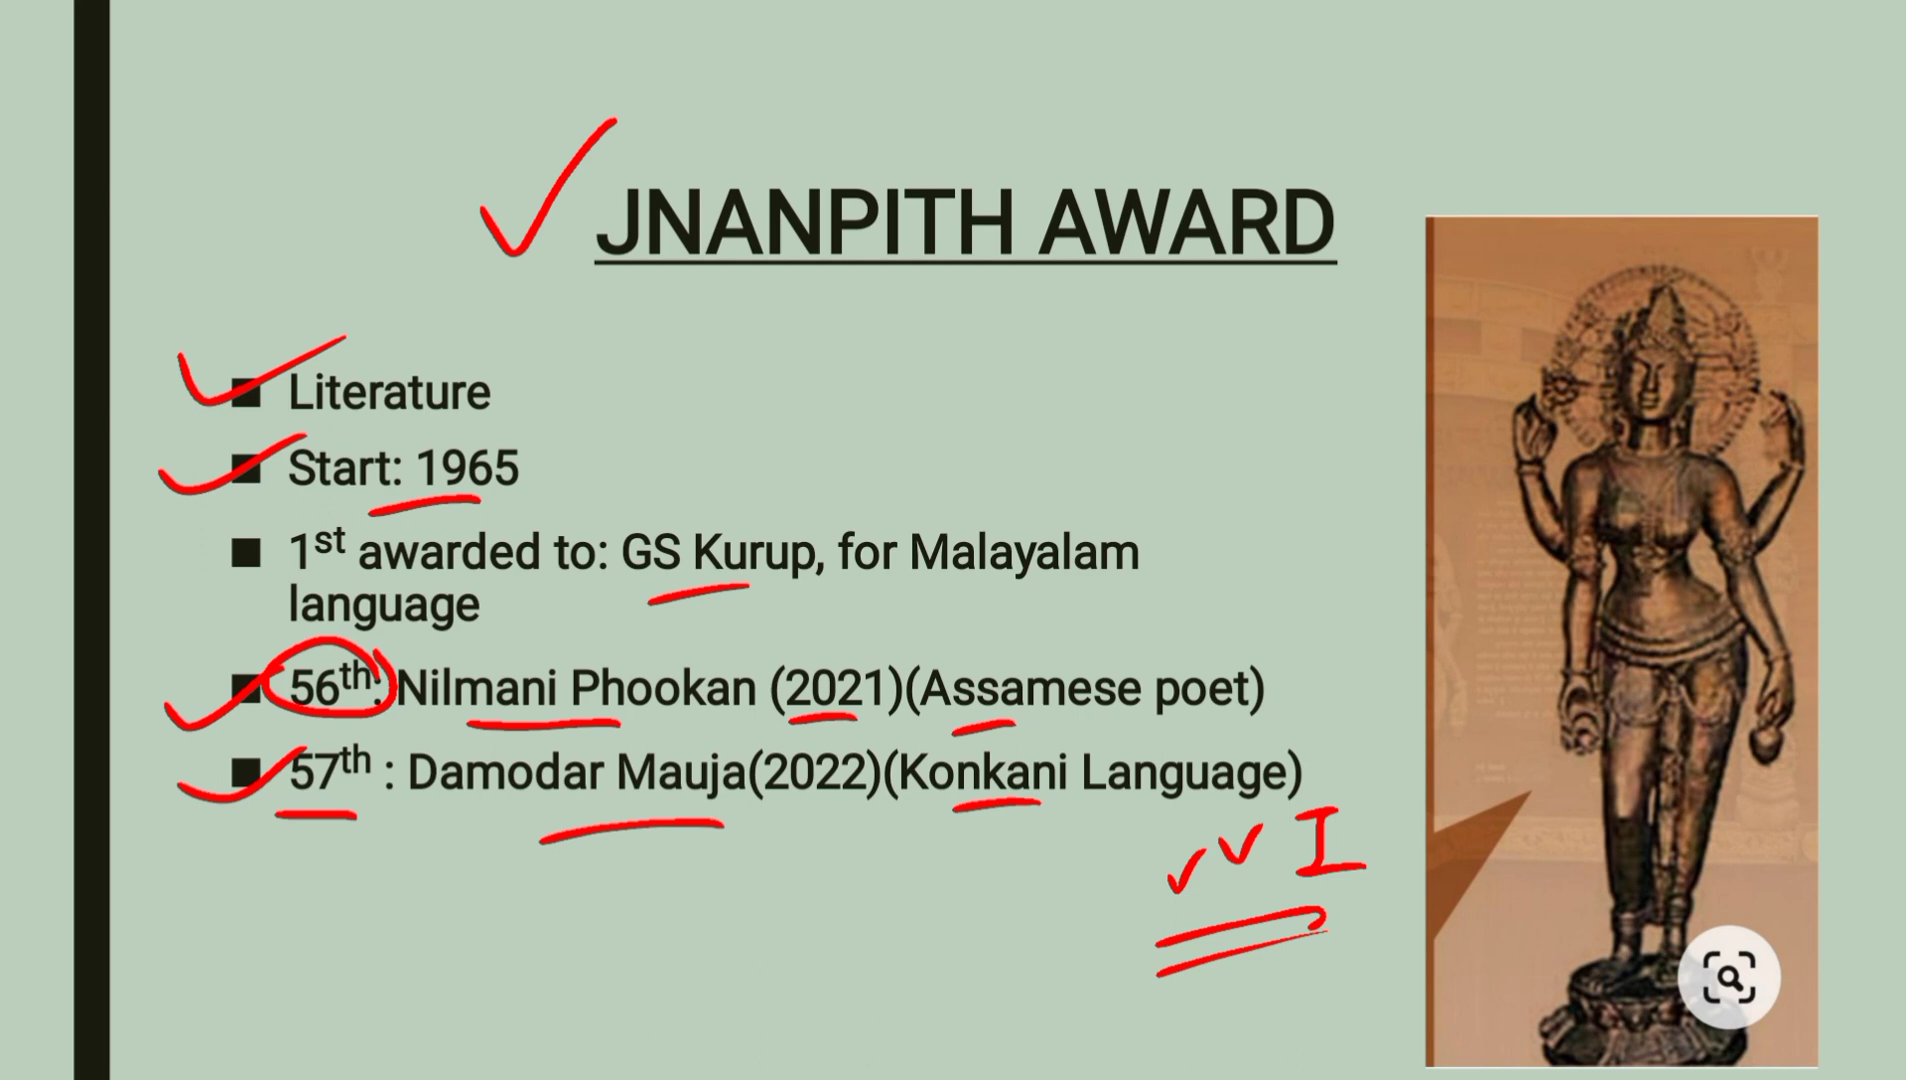 JNANPITH AWARD
■ Literature
■ Start: 1965
■ 1st awarded to: GS Kurup, for Malayalam
language
■ 56th: Nilmani Phookan (2021)(Assamese poet)
■ 57th : Damodar Mauja(2022)(Konkani Language)
v v I